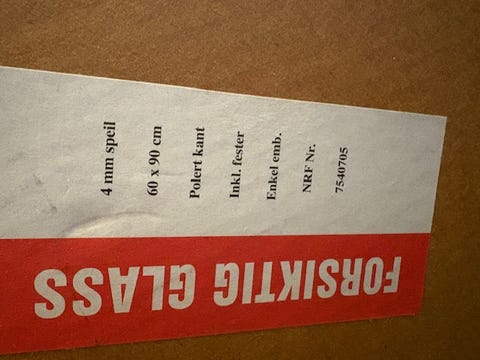 4 mm speil
60 x 90 cm
Polert kant
Inkl. fester
Enkel emb.
NRF Nr.
7540705
FORSIKTIG GLASS